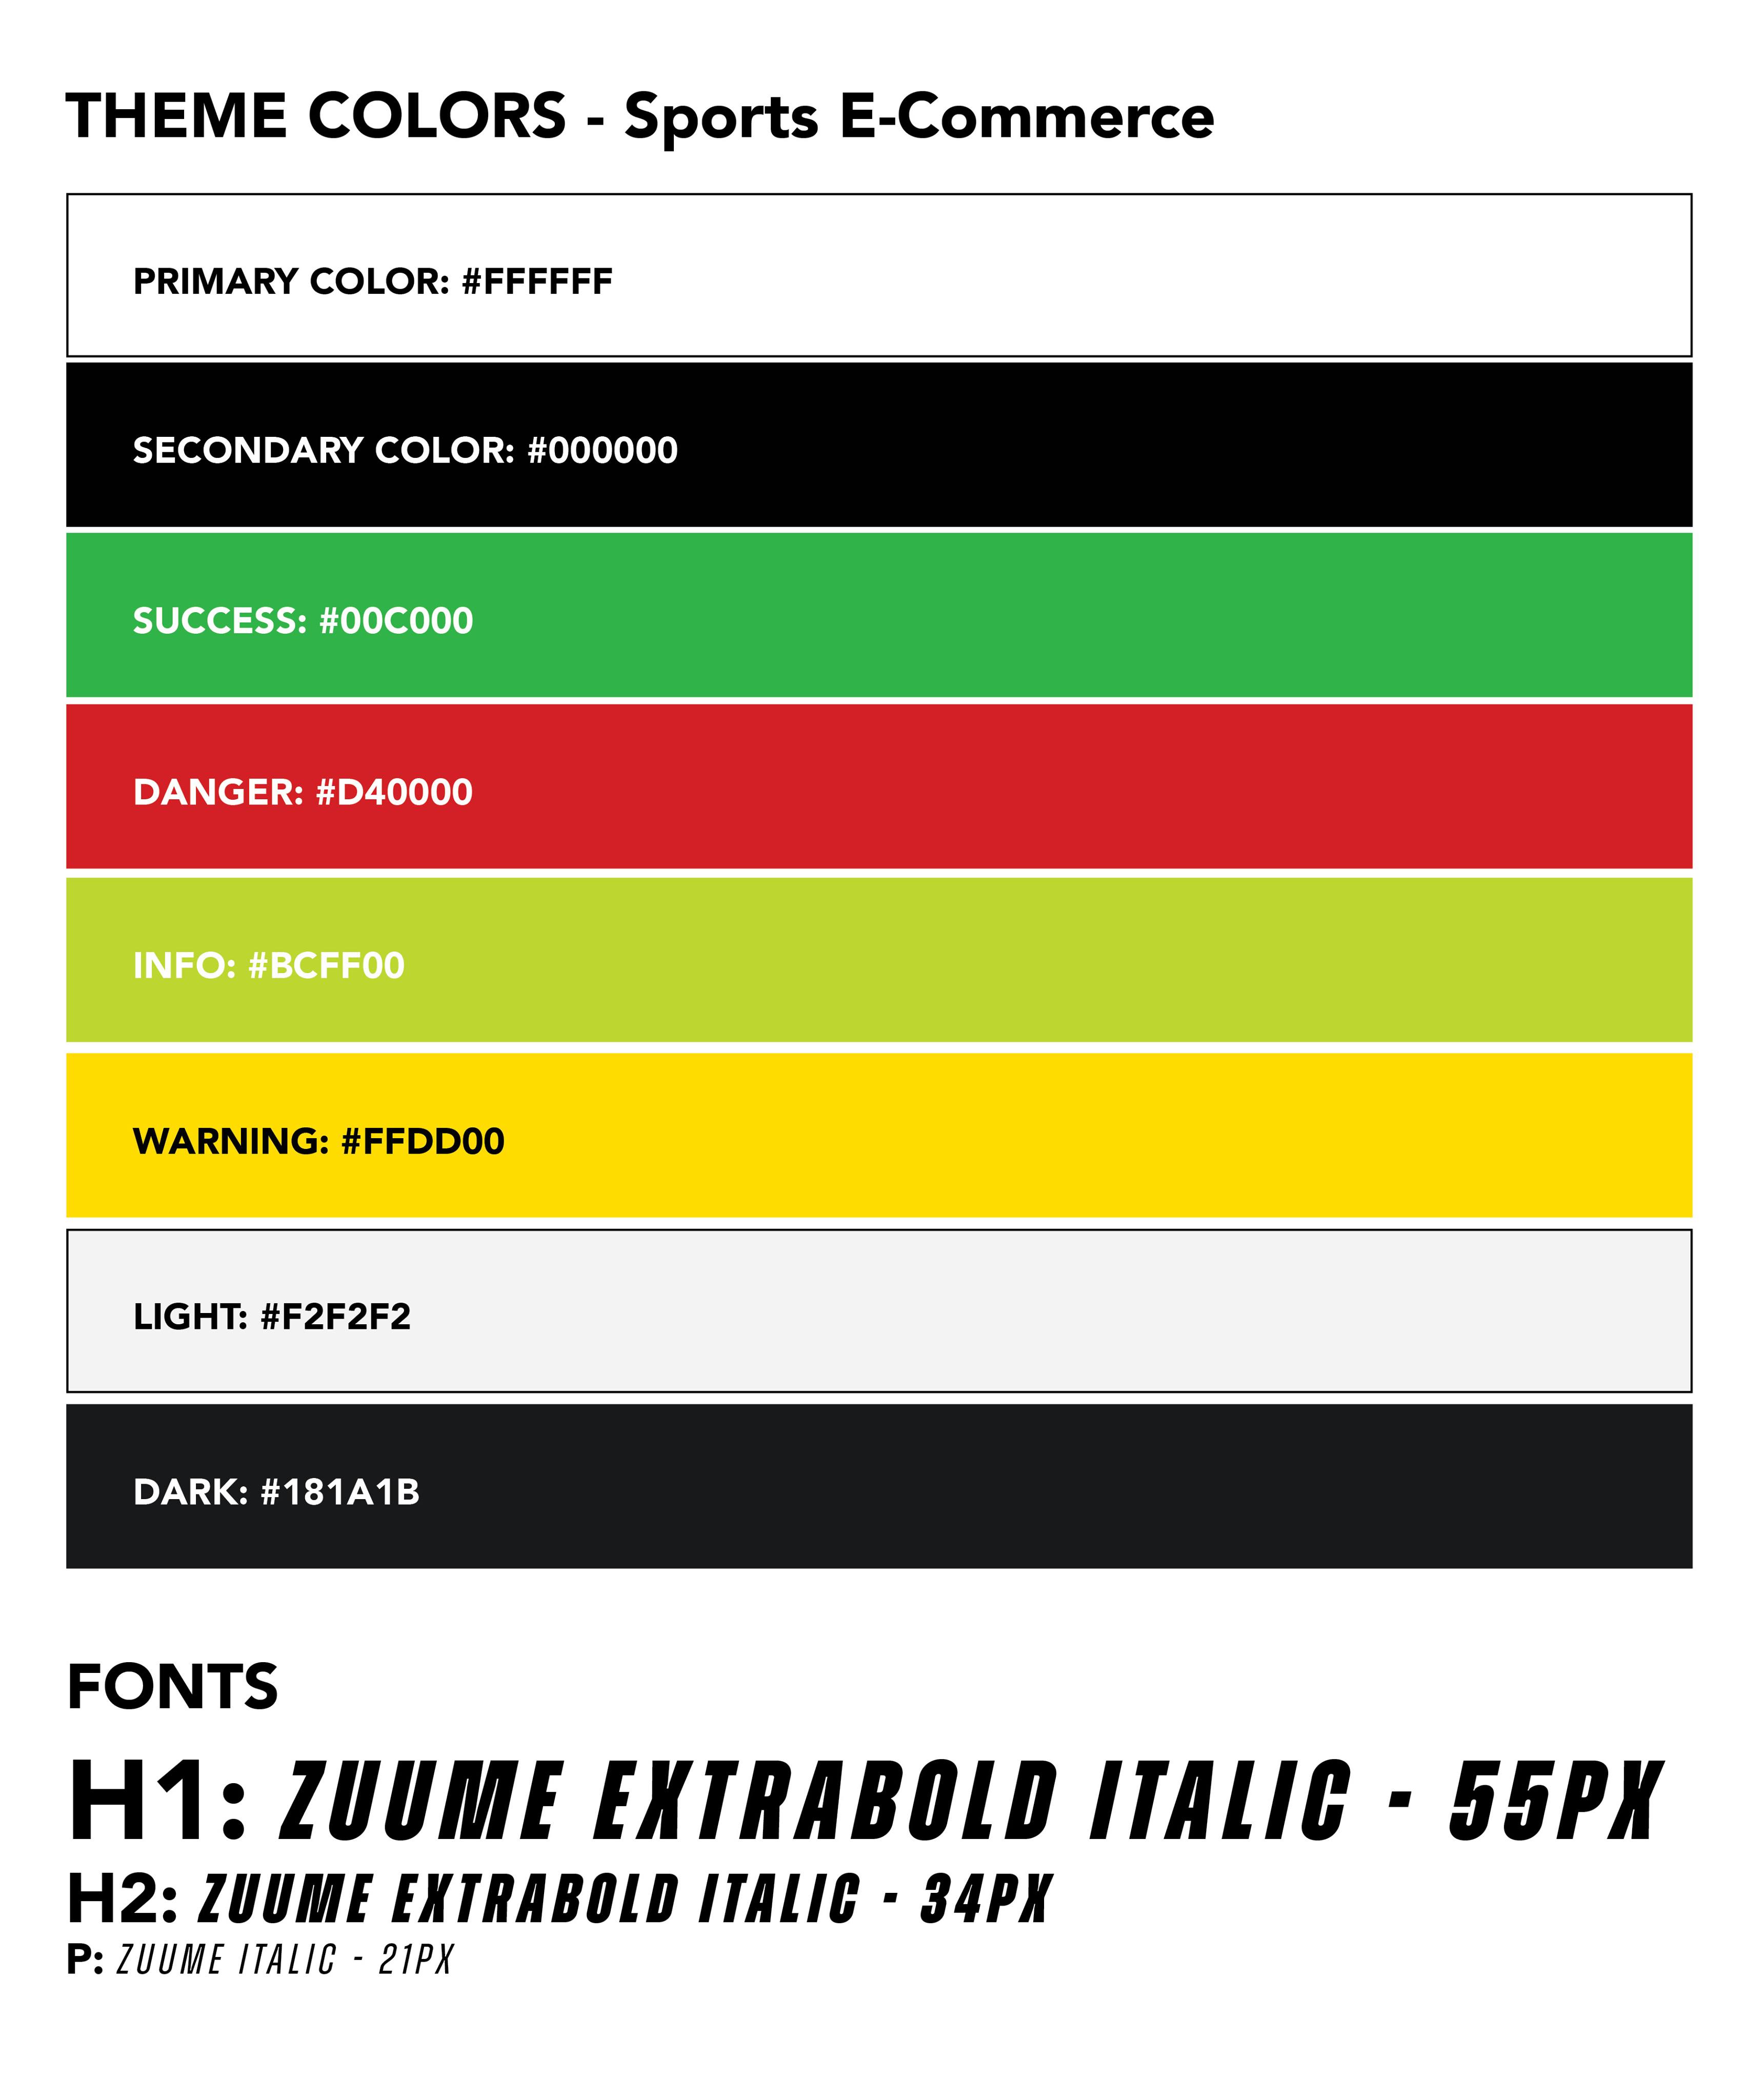 THEME COLORS - Sports E-Commerce
PRIMARY COLOR: #FFFFFF
SECONDARY COLOR: #000000
SUCCESS: #00C000
DANGER: #D40000
INFO: #BCFF00
WARNING: #FFDD00
LIGHT: #F2F2F2
DARK: #181A1B
FONTS
H1: ZUUME EXTRABOLD ITALIC - 55PX
H2: ZUUME EXTRABOLD ITALIC - 34PX
P: ZUUME ITALIC - 21PX